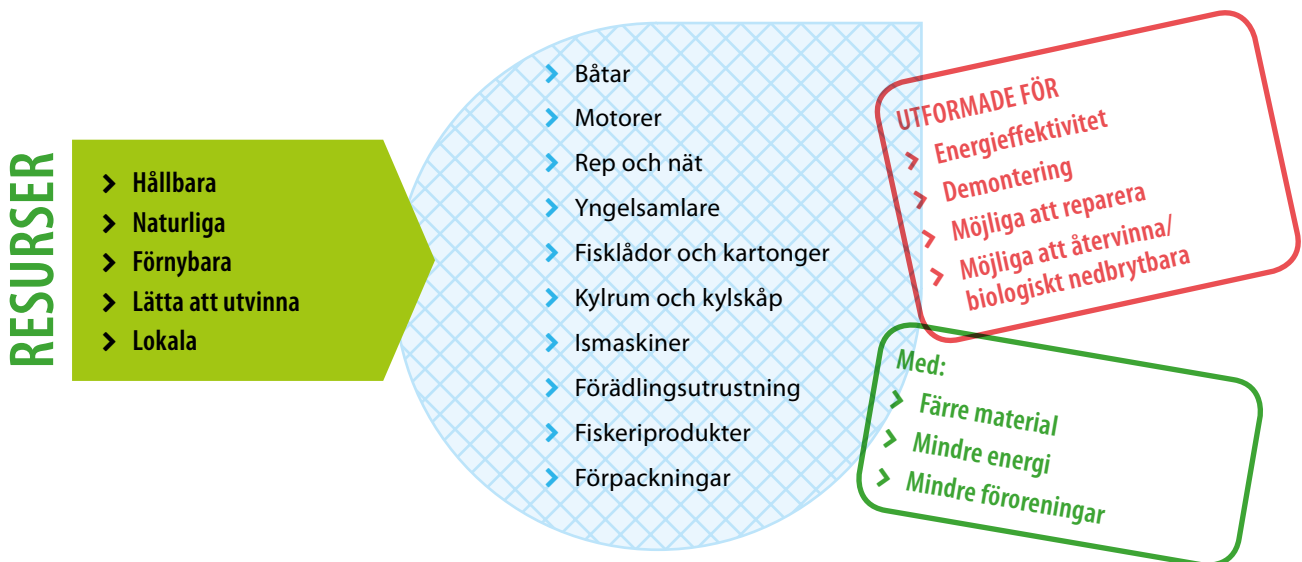 RESURSER
Hållbara
Naturliga
Förnybara
Lätta att utvinna
Lokala
Båtar
Motorer
Rep och nät
Yngelsamlare
Fisklådor och kartonger
Kylrum och kylskåp
Ismaskiner
Förädlingsutrustning
Fiskeriprodukter
Förpackningar
UTFORMADE FÖR
Energieffektivitet
Demontering
Möjliga att reparera
Möjliga att återvinna/
biologiskt nedbrytbara
Med:
Färre material
Mindre energi
Mindre föroreningar